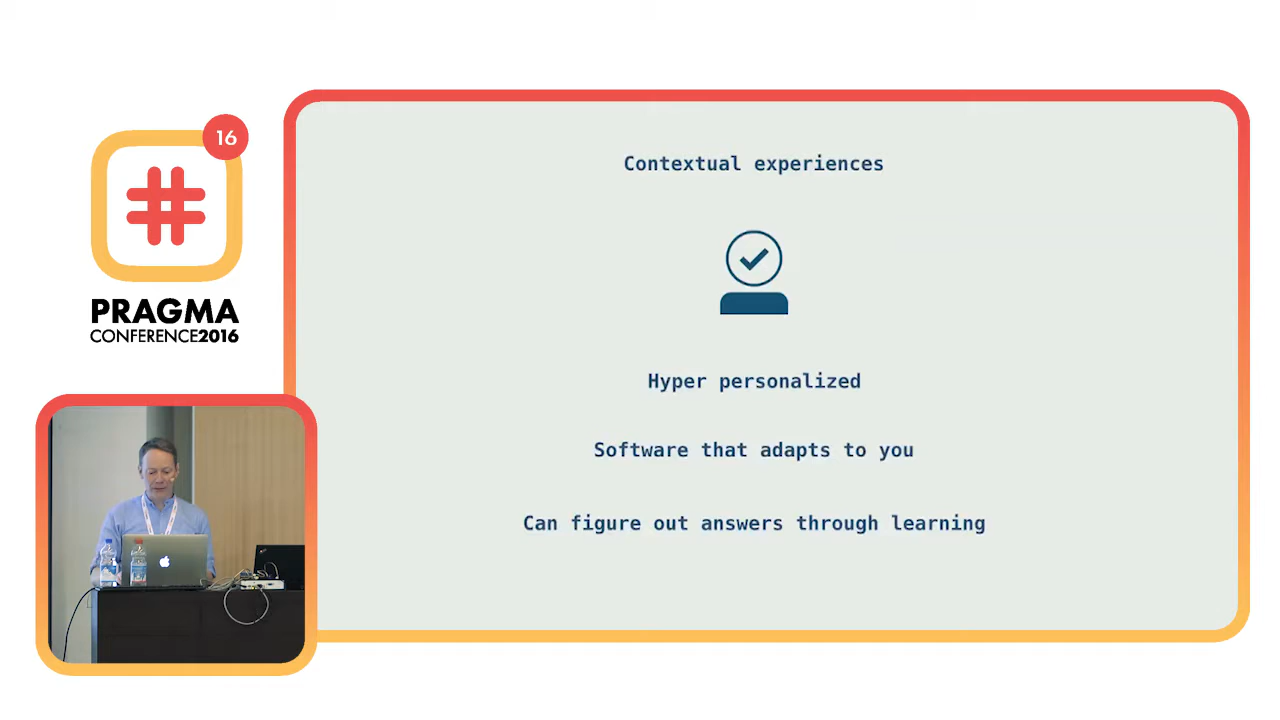 16
#
PRAGMA
CONFERENCE2016
Contextual experiences
Hyper personalized
Software that adapts to you
Can figure out answers through learning